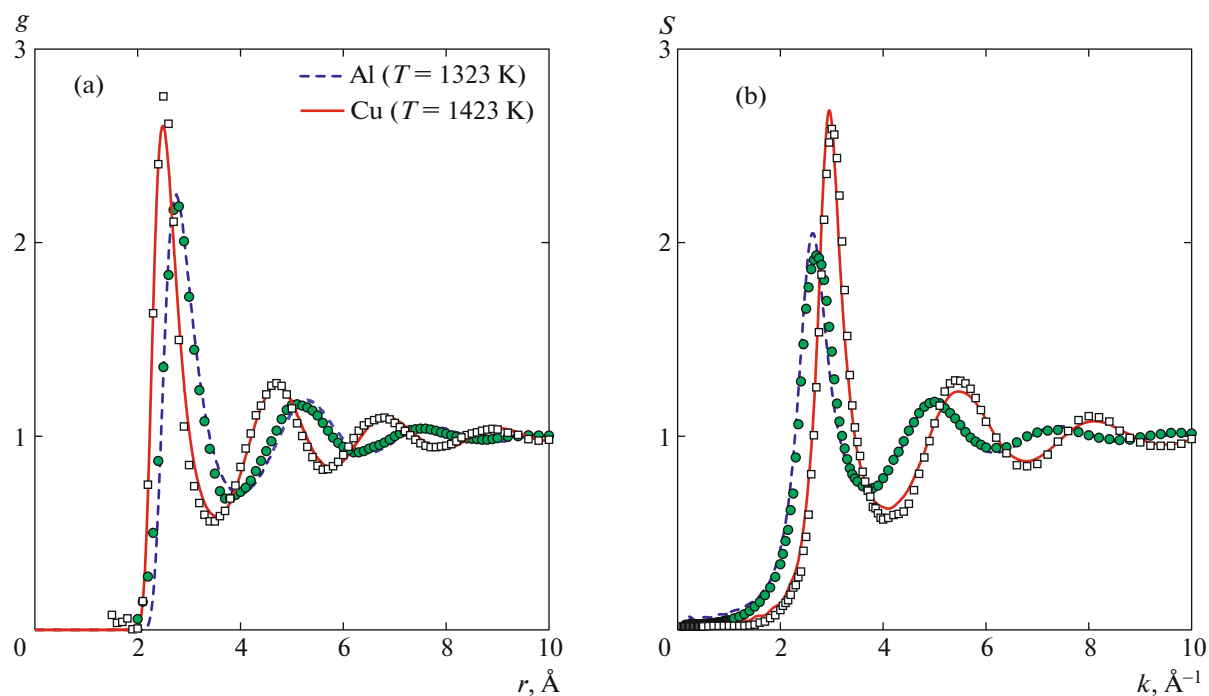 g
3
(a)
Al (T = 1323 K)
Cu (T = 1423 K)
2
1
0
2
4
6
8
10
r, Å
S
3
(b)
2
1
0
2
4
6
8
10
k, Å⁻¹